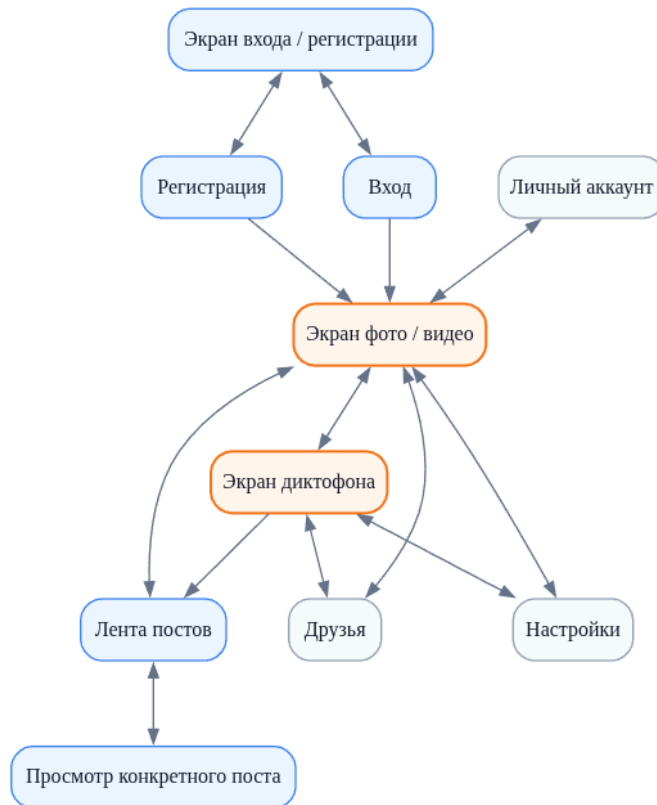 Экран входа / регистрации
Регистрация
Вход
Личный аккаунт
Экран фото / видео
Экран диктофона
Лента постов
Друзья
Настройки
Просмотр конкретного поста